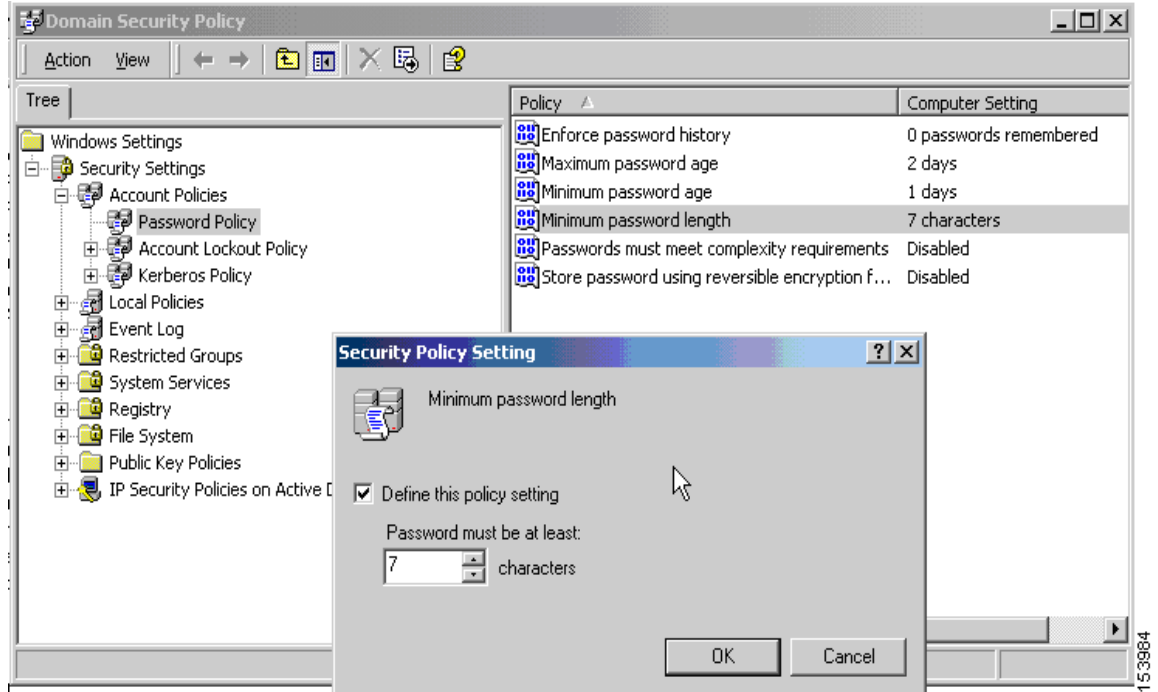 Domain Security Policy
Action View
Tree
Policy Computer Setting
Windows Settings
Security Settings
Account Policies
Password Policy
Account Lockout Policy
Kerberos Policy
Local Policies
Event Log
Restricted Groups
System Services
Registry
File System
Public Key Policies
IP Security Policies on Active D
Enforce password history 0 passwords remembered
Maximum password age 2 days
Minimum password age 1 days
Minimum password length 7 characters
Passwords must meet complexity requirements Disabled
Store password using reversible encryption f... Disabled
Security Policy Setting
Minimum password length
Define this policy setting
Password must be at least:
7 characters
OK Cancel
153984